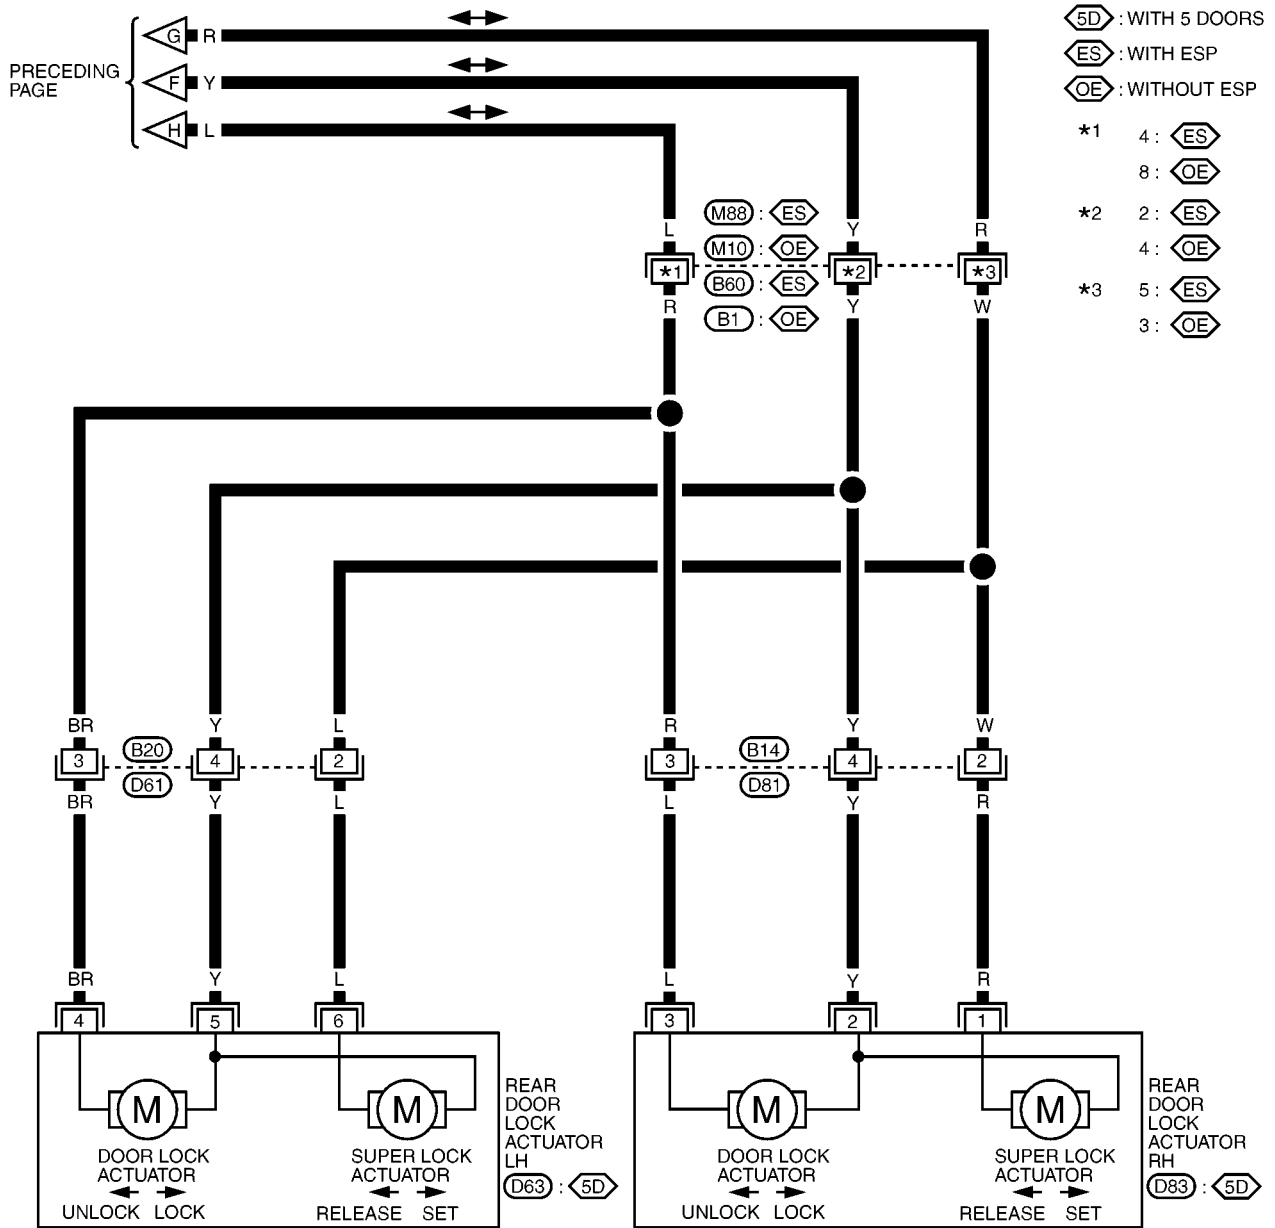 PRECEDING
PAGE
G R
F Y
H L
5D : WITH 5 DOORS
ES : WITH ESP
OE : WITHOUT ESP
*1 4 : ES
8 : OE
*2 2 : ES
4 : OE
*3 5 : ES
3 : OE
M88 : ES
L Y R
M10 : OE
*1 *2 *3
B60 : ES
R Y W
B1 : OE
BR Y L R Y W
3 B20 4 2 3 B14 4 2
D61 D81
BR Y L L Y R
BR Y L L Y R
4 5 6 3 2 1
M M M M
DOOR LOCK
ACTUATOR
UNLOCK LOCK
SUPER LOCK
ACTUATOR
RELEASE SET
REAR
DOOR
LOCK
ACTUATOR
LH
D63 : 5D
DOOR LOCK
ACTUATOR
UNLOCK LOCK
SUPER LOCK
ACTUATOR
RELEASE SET
REAR
DOOR
LOCK
ACTUATOR
RH
D83 : 5D